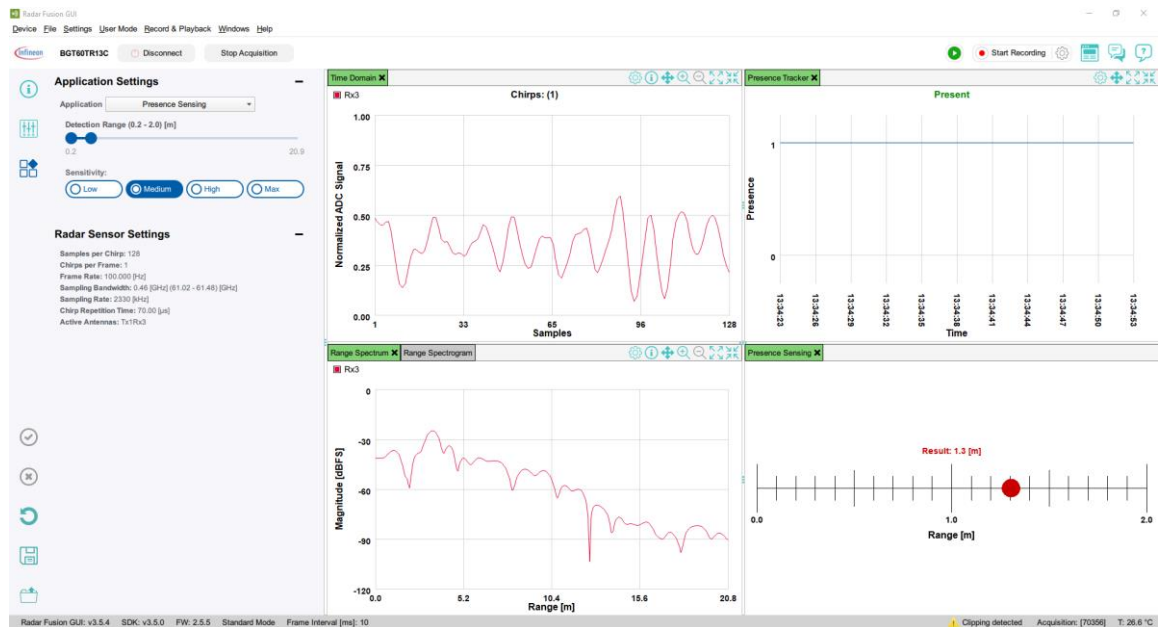 Radar Fusion GUI
Device File Settings User Mode Record & Playback Windows Help
infineon BGT60TR13C Disconnect Stop Acquisition Start Recording
Application Settings
Application Presence Sensing
Detection Range (0.2 - 2.0) [m]
0.2 20.9
Sensitivity:
Low Medium High Max
Radar Sensor Settings
Samples per Chirp: 128
Chirps per Frame: 1
Frame Rate: 100.000 [Hz]
Sampling Bandwidth: 0.46 [GHz] (61.02 - 61.48) [GHz]
Sampling Rate: 2330 [kHz]
Chirp Repetition Time: 70.00 [µs]
Active Antennas: Tx1Rx3
Time Domain
Rx3
Chirps: (1)
Normalized ADC Signal
1.00
0.75
0.50
0.25
0.00
1 33 65 96 128
Samples
Presence Tracker
Present
Presence
1
0
13:34:23 13:34:26 13:34:29 13:34:32 13:34:35 13:34:38 13:34:41 13:34:44 13:34:47 13:34:50 13:34:53
Time
Range Spectrum Range Spectrogram
Rx3
Magnitude [dBFS]
0
-30
-60
-90
-120
0.0 5.2 10.4 15.6 20.8
Range [m]
Presence Sensing
Result: 1.3 [m]
0.0 1.0 2.0
Range [m]
Radar Fusion GUI: v3.5.4 SDK: v3.5.0 FW: 2.5.5 Standard Mode Frame Interval [ms]: 10 Clipping detected Acquisition: [70356] T: 26.6 °C